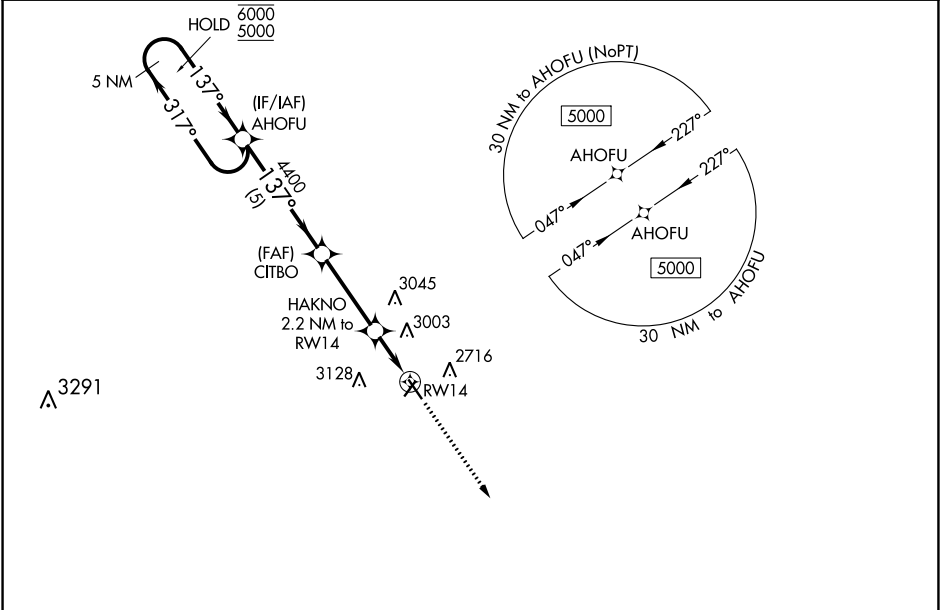 HOLD 6000
5000
5 NM
137°
317°
(IF/IAF)
AHOFU
4400
137°
(5)
(FAF)
CITBO
HAKNO
2.2 NM to
RW14
3045
3003
2716
3128
RW14
3291
30 NM to AHOFU (NoPT)
5000
227°
AHOFU
047°
227°
AHOFU
047°
5000
30 NM to AHOFU